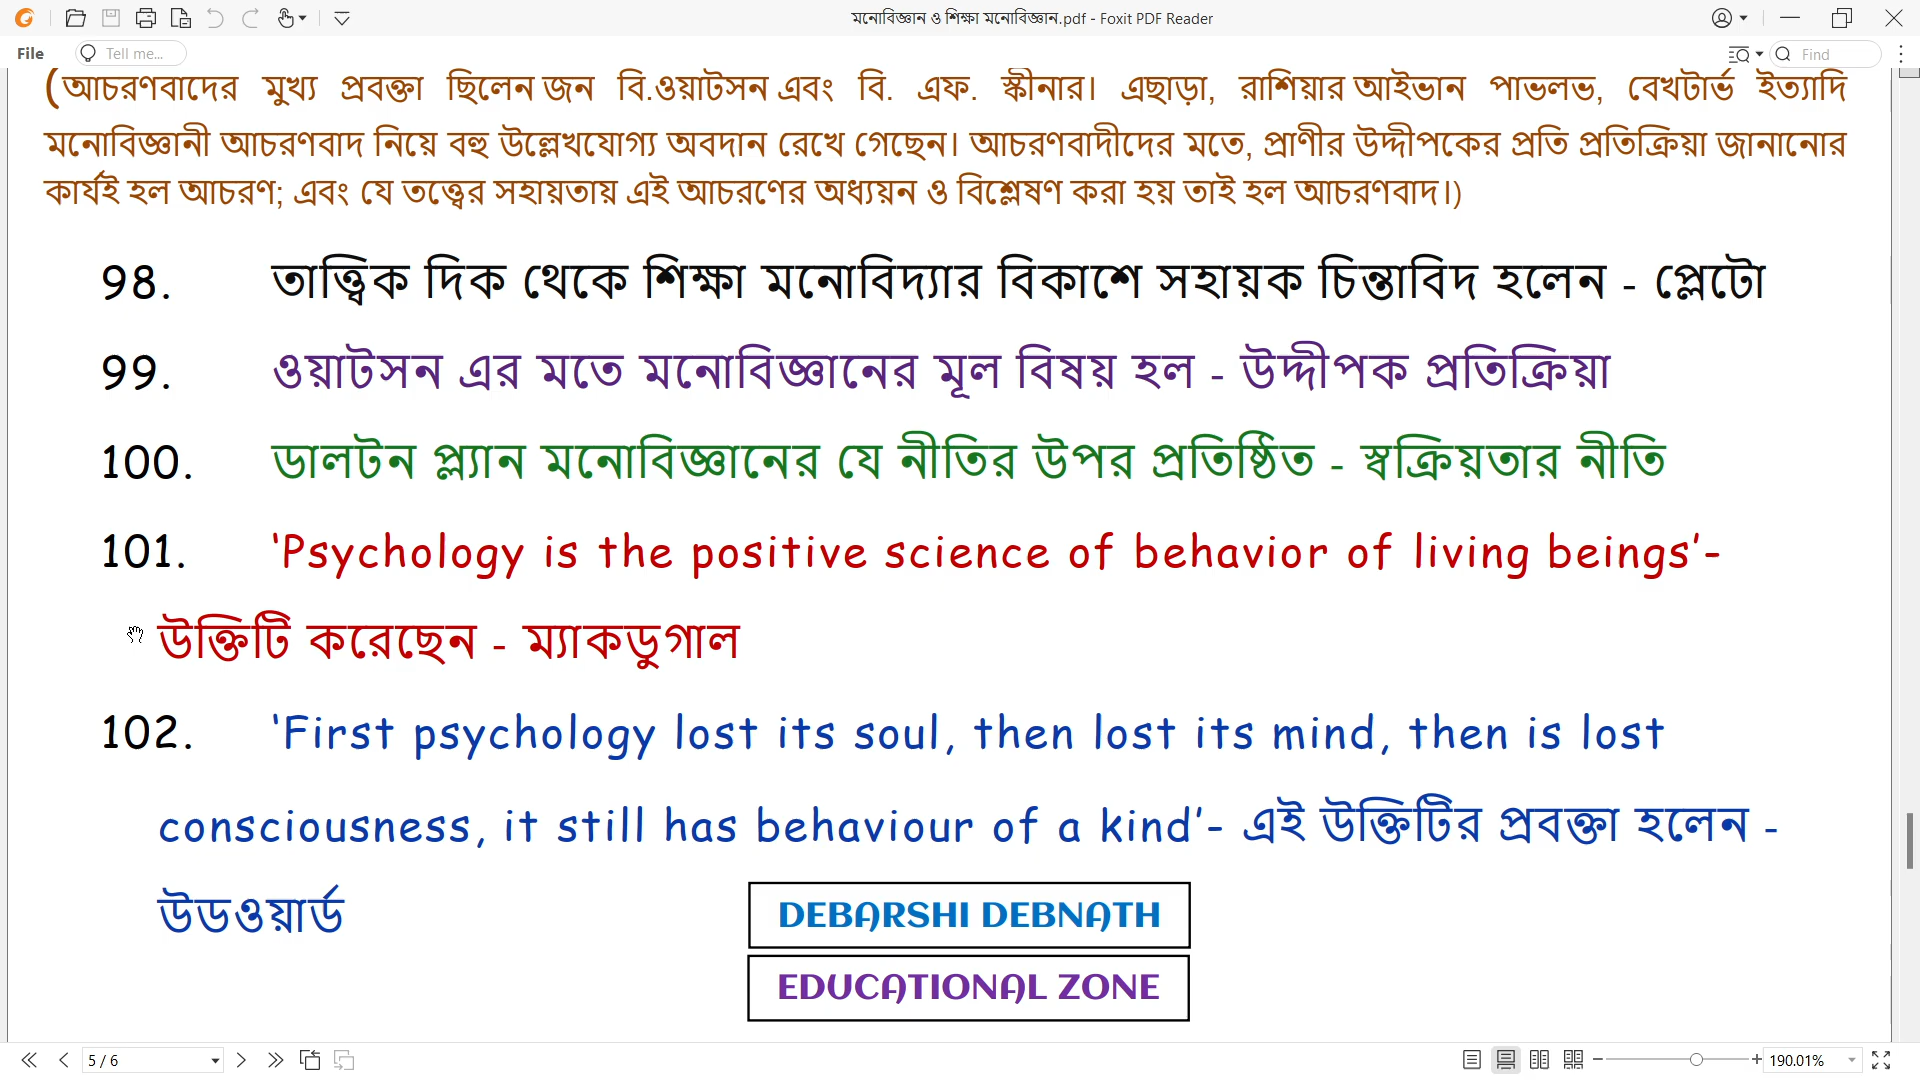 মনোবিজ্ঞান ও শিক্ষা মনোবিজ্ঞান.pdf - Foxit PDF Reader
File
Tell me...
Find
(আচরণবাদের মুখ্য প্রবক্তা ছিলেন জন বি.ওয়াটসন এবং বি. এফ. স্কীনার। এছাড়া, রাশিয়ার আইভান পাভলভ, বেখটার্ভ ইত্যাদি
মনোবিজ্ঞানী আচরণবাদ নিয়ে বহু উল্লেখযোগ্য অবদান রেখে গেছেন। আচরণবাদীদের মতে, প্রাণীর উদ্দীপকের প্রতি প্রতিক্রিয়া জানানোর
কার্যই হল আচরণ; এবং যে তত্ত্বের সহায়তায় এই আচরণের অধ্যয়ন ও বিশ্লেষণ করা হয় তাই হল আচরণবাদ।)
98. তাত্ত্বিক দিক থেকে শিক্ষা মনোবিদ্যার বিকাশে সহায়ক চিন্তাবিদ হলেন - প্লেটো
99. ওয়াটসন এর মতে মনোবিজ্ঞানের মূল বিষয় হল - উদ্দীপক প্রতিক্রিয়া
100. ডালটন প্ল্যান মনোবিজ্ঞানের যে নীতির উপর প্রতিষ্ঠিত - স্বক্রিয়তার নীতি
101. ‘Psychology is the positive science of behavior of living beings’-
উক্তিটি করেছেন - ম্যাকডুগাল
102. ‘First psychology lost its soul, then lost its mind, then is lost
consciousness, it still has behaviour of a kind’- এই উক্তিটির প্রবক্তা হলেন -
উডওয়ার্ড
DEBARSHI DEBNATH
EDUCATIONAL ZONE
5 / 6
190.01%